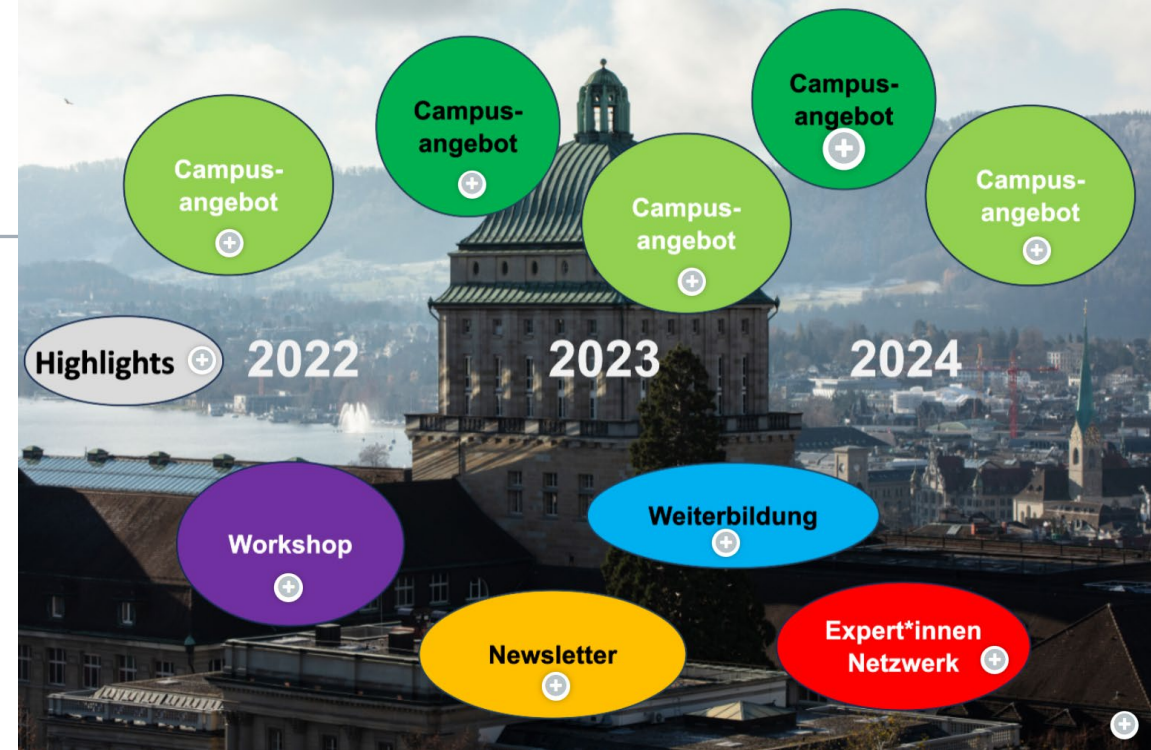 Campus-
angebot
Campus-
angebot
Campus-
angebot
Campus-
angebot
Campus-
angebot
Highlights
2022
2023
2024
Workshop
Weiterbildung
Newsletter
Expert*innen
Netzwerk